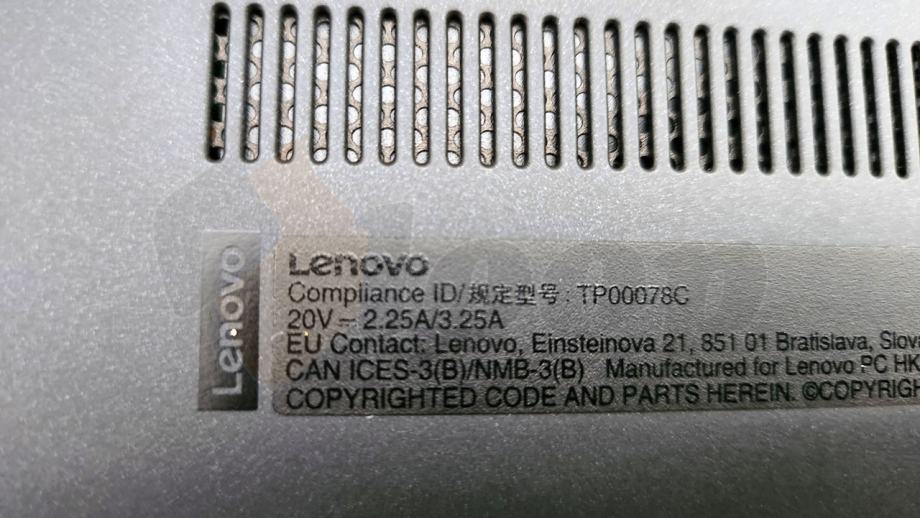 Lenovo
Lenovo
Compliance ID/规定型号: TP00078C
20V⎓2.25A/3.25A
EU Contact: Lenovo, Einsteinova 21, 851 01 Bratislava,
CAN ICES-3(B)/NMB-3(B) Manufactured for Lenovo PC HK
COPYRIGHTED CODE AND PARTS HEREIN.